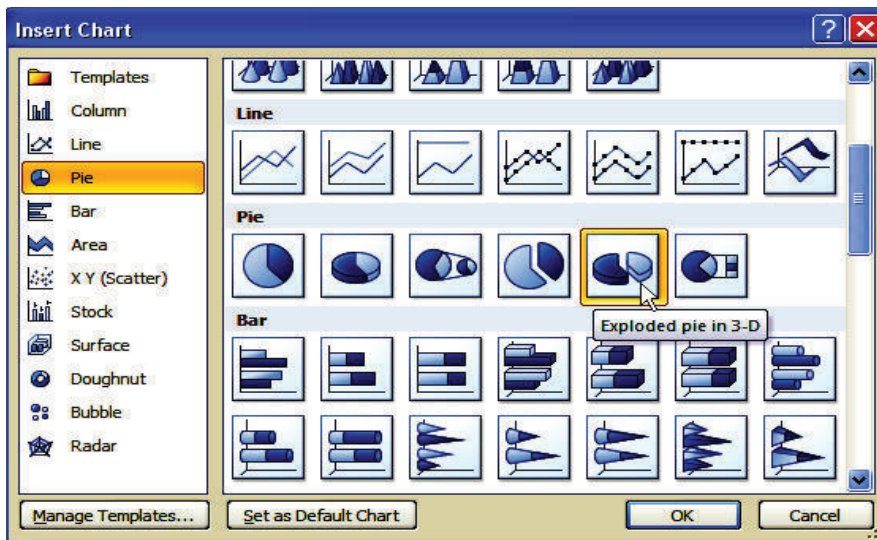 Insert Chart
Templates
Column
Line
Pie
Bar
Area
X Y (Scatter)
Stock
Surface
Doughnut
Bubble
Radar
Line
Pie
Exploded pie in 3-D
Bar
Manage Templates...
Set as Default Chart
OK
Cancel